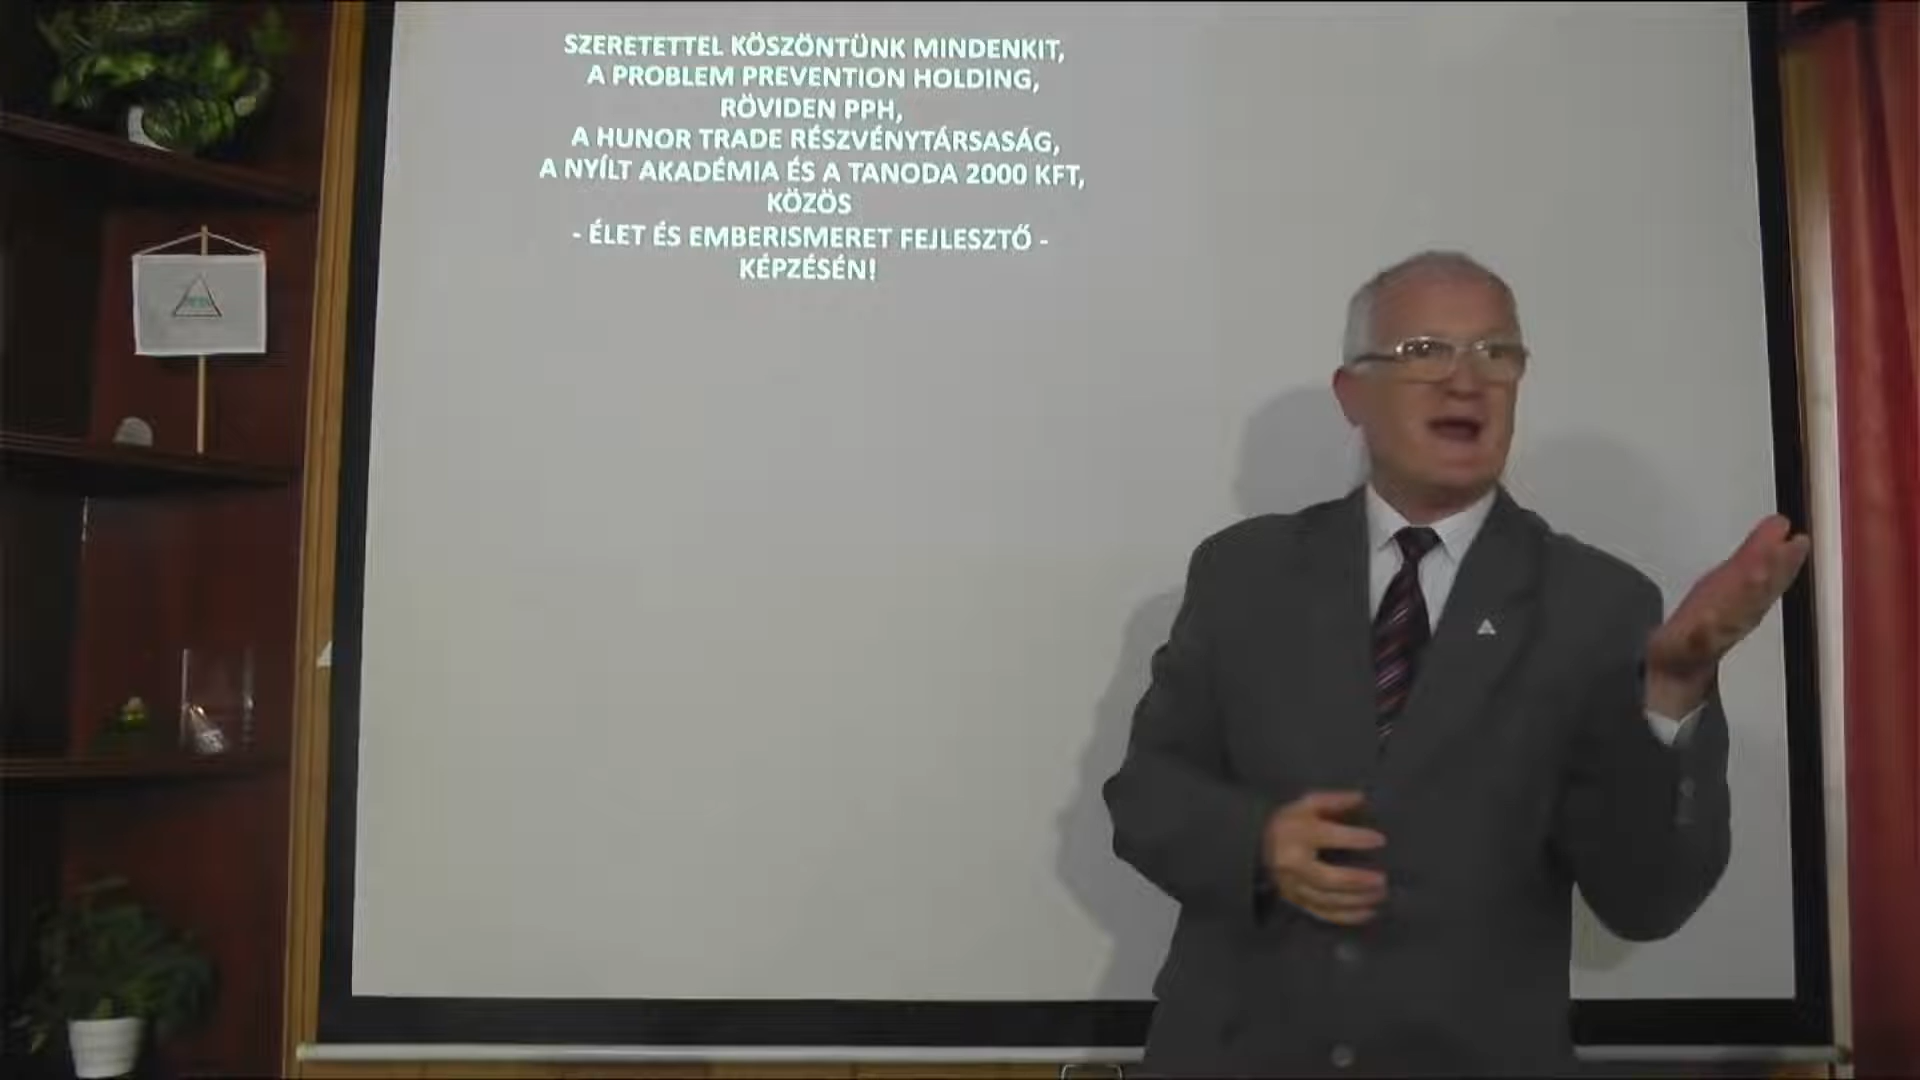 SZERETETTEL KÖSZÖNTÜNK MINDENKIT,
A PROBLEM PREVENTION HOLDING,
RÖVIDEN PPH,
A HUNOR TRADE RÉSZVÉNYTÁRSASÁG,
A NYÍLT AKADÉMIA ÉS A TANODA 2000 KFT,
KÖZÖS
- ÉLET ÉS EMBERISMERET FEJLESZTŐ -
KÉPZÉSÉN!